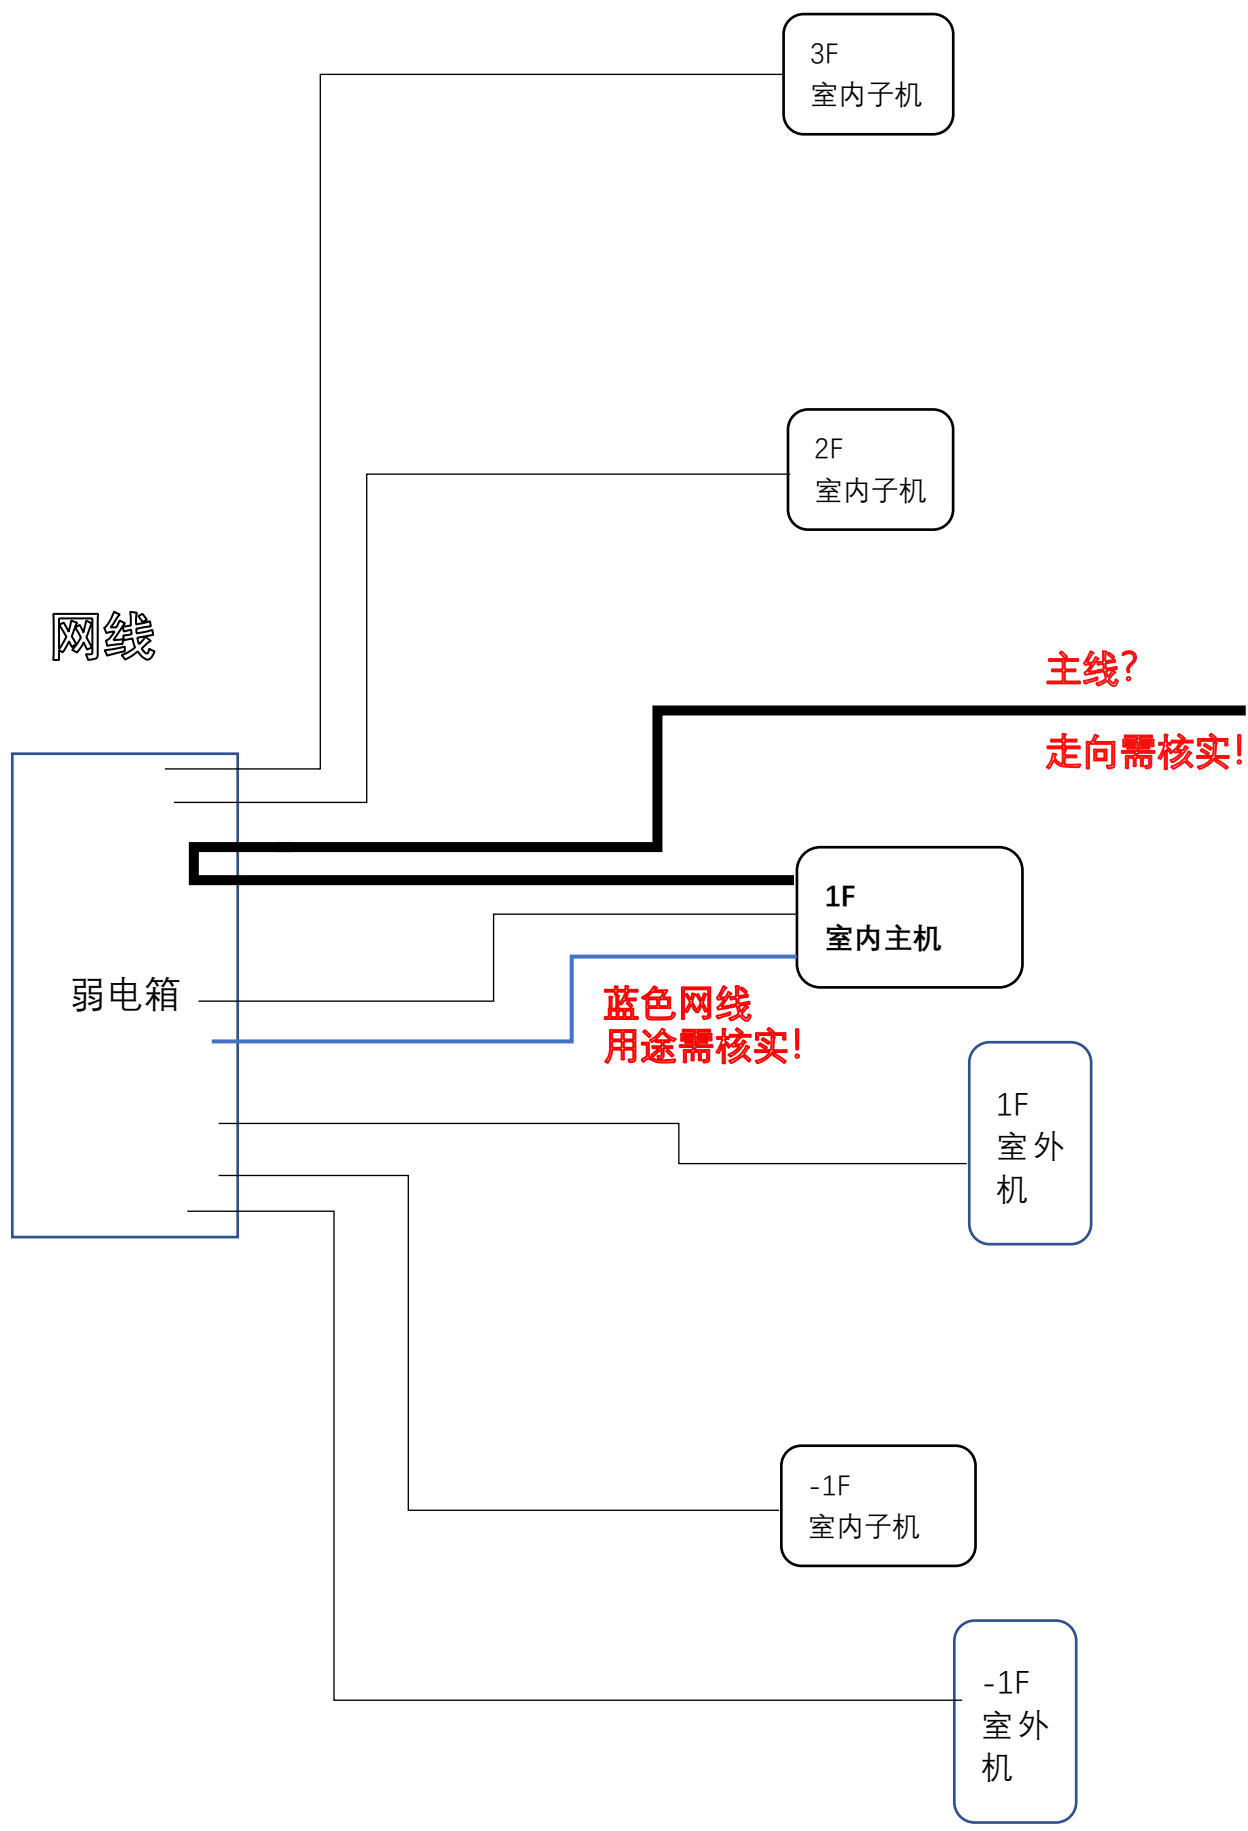 3F
室内子机
2F
室内子机
网线
主线?
走向需核实!
1F
室内主机
弱电箱
蓝色网线
用途需核实!
1F
室外
机
-1F
室内子机
-1F
室外
机